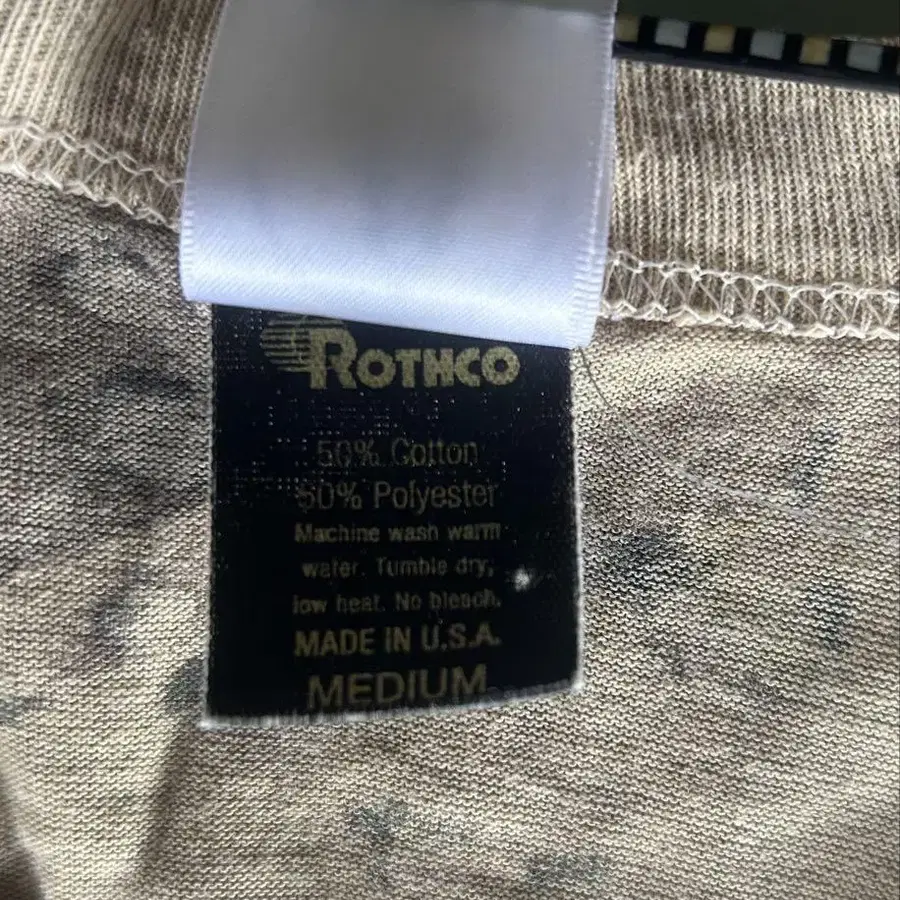 ROTHCO
50% Cotton
50% Polyester
Machine wash warm
water. Tumble dry,
low heat. No bleach.
MADE IN U.S.A.
MEDIUM